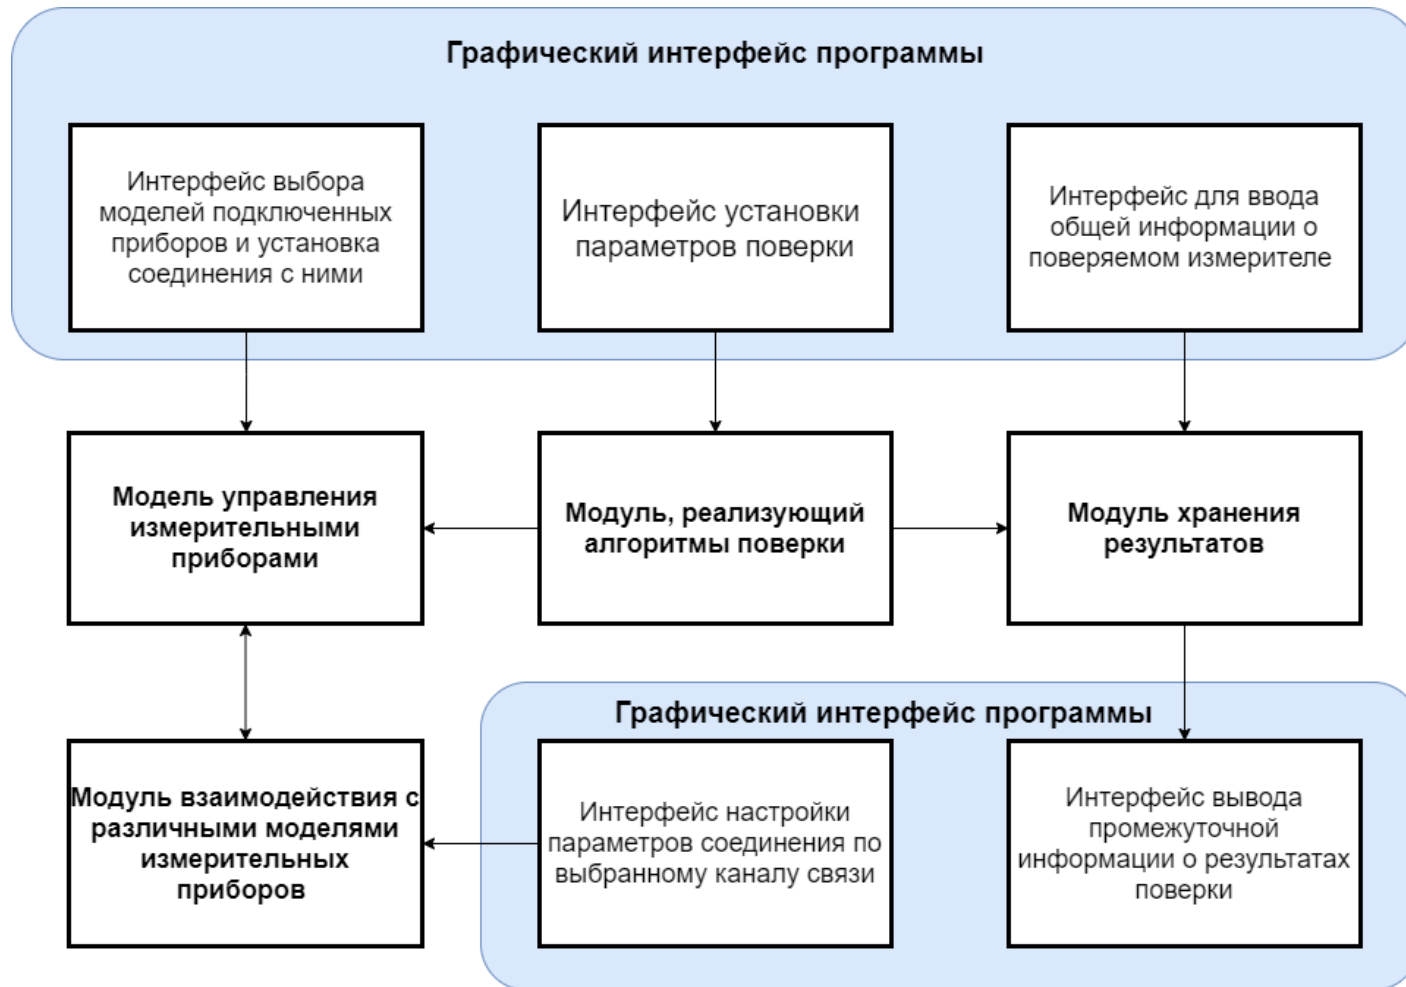 Графический интерфейс программы
Интерфейс выбора
моделей подключенных
приборов и установка
соединения с ними
Интерфейс установки
параметров поверки
Интерфейс для ввода
общей информации о
поверяемом измерителе
Модель управления
измерительными
приборами
Модуль, реализующий
алгоритмы поверки
Модуль хранения
результатов
Графический интерфейс программы
Модуль взаимодействия с
различными моделями
измерительных
приборов
Интерфейс настройки
параметров соединения по
выбранному каналу связи
Интерфейс вывода
промежуточной
информации о результатах
поверки